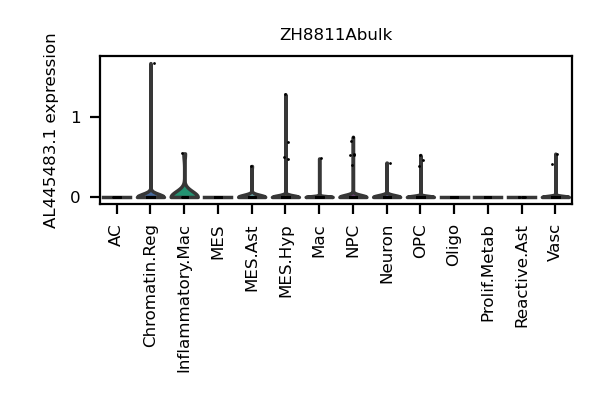 ZH8811Abulk
AL445483.1 expression
1
0
AC
Chromatin.Reg
Inflammatory.Mac
MES
MES.Ast
MES.Hyp
Mac
NPC
Neuron
OPC
Oligo
Prolif.Metab
Reactive.Ast
Vasc